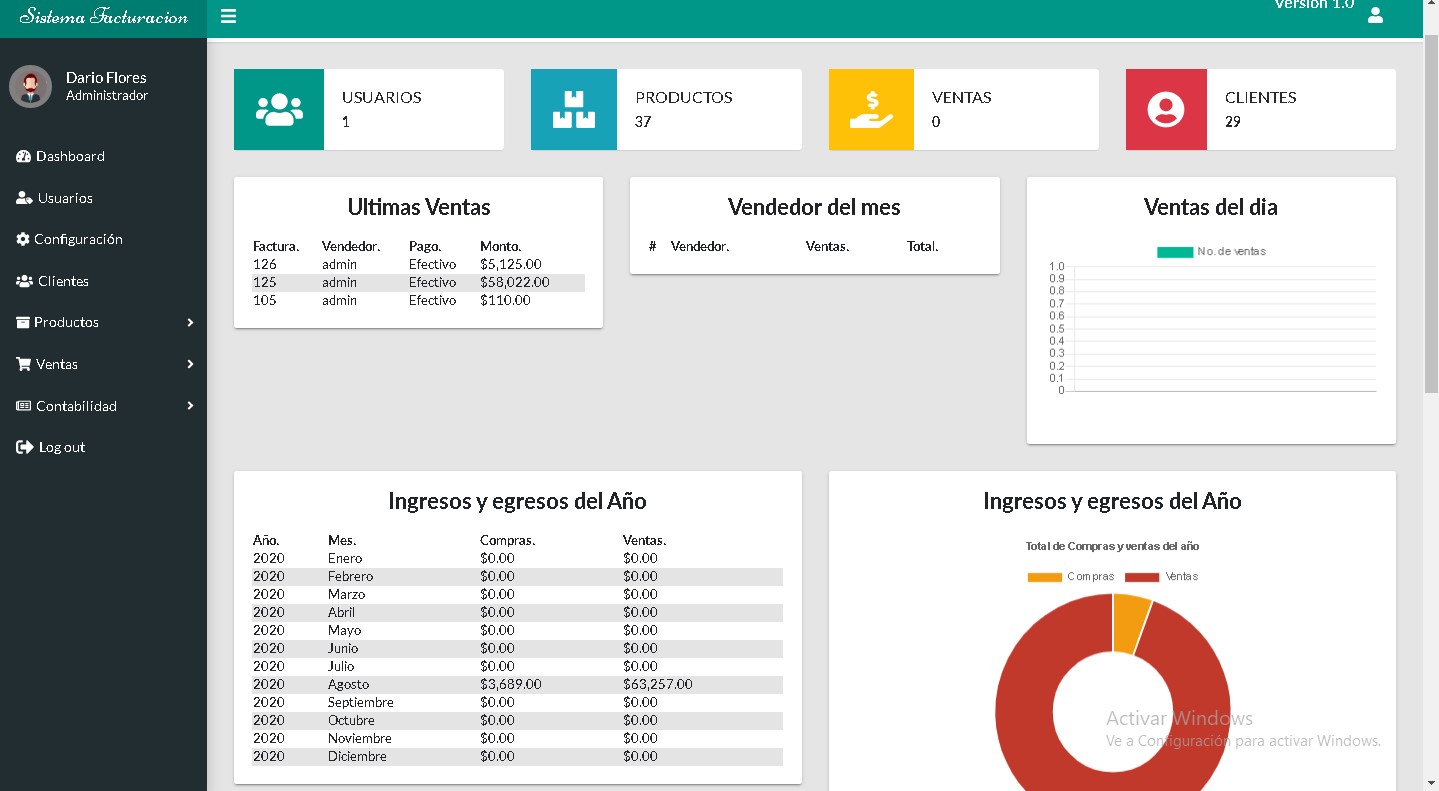 Sistema Facturacion
Versión 1.0
Dario Flores
Administrador
Dashboard
Usuarios
Configuración
Clientes
Productos
Ventas
Contabilidad
Log out
USUARIOS
1
PRODUCTOS
37
VENTAS
0
CLIENTES
29
Ultimas Ventas
Factura. Vendedor. Pago. Monto.
126 admin Efectivo $5,125.00
125 admin Efectivo $58,022.00
105 admin Efectivo $110.00
Vendedor del mes
# Vendedor. Ventas. Total.
Ventas del dia
No. de ventas
1.0
0.9
0.8
0.7
0.6
0.5
0.4
0.3
0.2
0.1
0
Ingresos y egresos del Año
Año. Mes. Compras. Ventas.
2020 Enero $0.00 $0.00
2020 Febrero $0.00 $0.00
2020 Marzo $0.00 $0.00
2020 Abril $0.00 $0.00
2020 Mayo $0.00 $0.00
2020 Junio $0.00 $0.00
2020 Julio $0.00 $0.00
2020 Agosto $3,689.00 $63,257.00
2020 Septiembre $0.00 $0.00
2020 Octubre $0.00 $0.00
2020 Noviembre $0.00 $0.00
2020 Diciembre $0.00 $0.00
Ingresos y egresos del Año
Total de Compras y ventas del año
Compras Ventas
Activar Windows
Ve a Configuración para activar Windows.